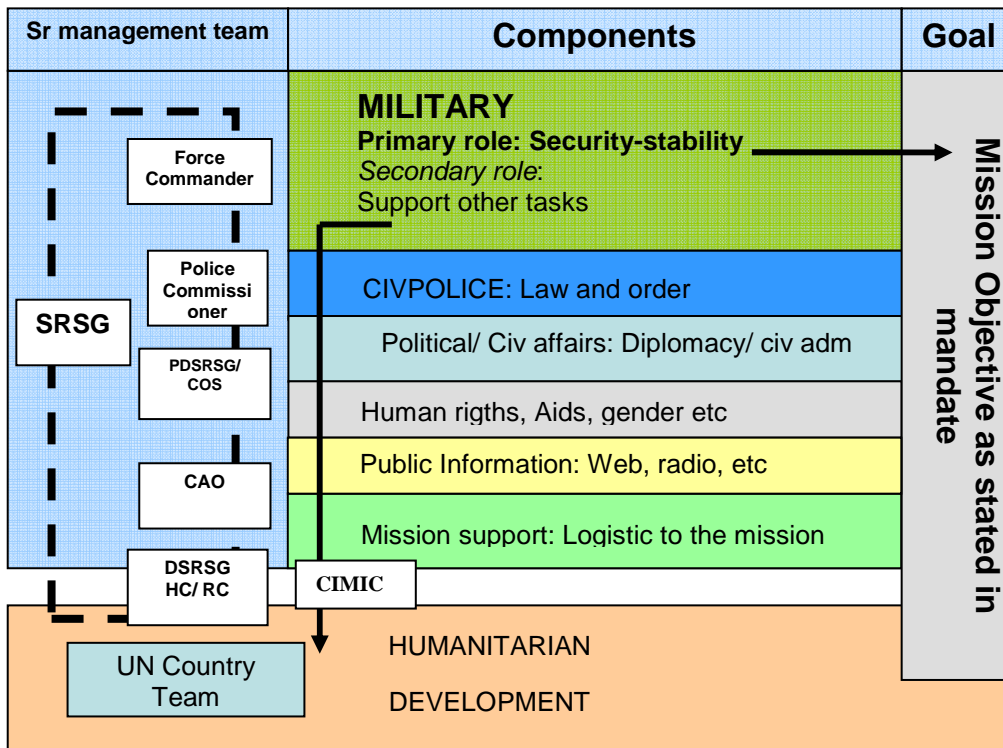 Sr management team
Components
Goal
MILITARY
Primary role: Security-stability
Secondary role:
Support other tasks
Force
Commander
Police
Commissi
oner
SRSG
PDSRSG/
COS
CAO
DSRSG
HC/ RC
CIVPOLICE: Law and order
Political/ Civ affairs: Diplomacy/ civ adm
Human rigths, Aids, gender etc
Public Information: Web, radio, etc
Mission support: Logistic to the mission
CIMIC
Mission Objective as stated in
mandate
UN Country
Team
HUMANITARIAN
DEVELOPMENT